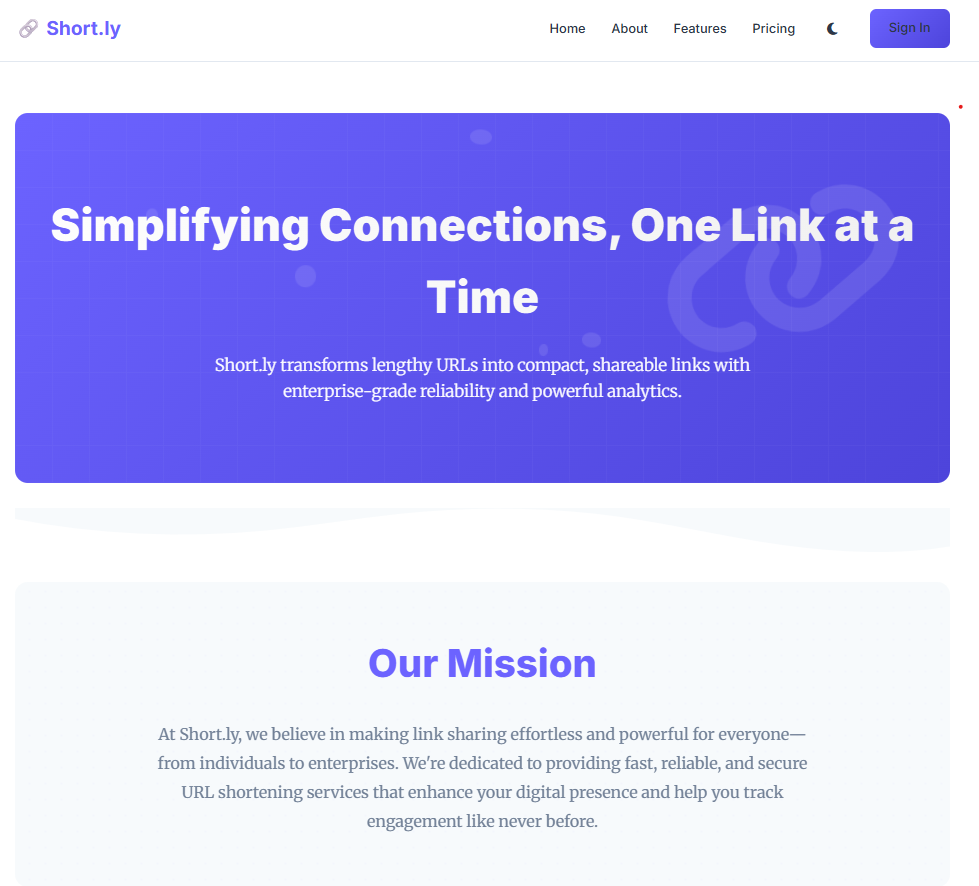 Short.ly
Home About Features Pricing Sign In
Simplifying Connections, One Link at a
Time
Short.ly transforms lengthy URLs into compact, shareable links with
enterprise-grade reliability and powerful analytics.
Our Mission
At Short.ly, we believe in making link sharing effortless and powerful for everyone—
from individuals to enterprises. We're dedicated to providing fast, reliable, and secure
URL shortening services that enhance your digital presence and help you track
engagement like never before.